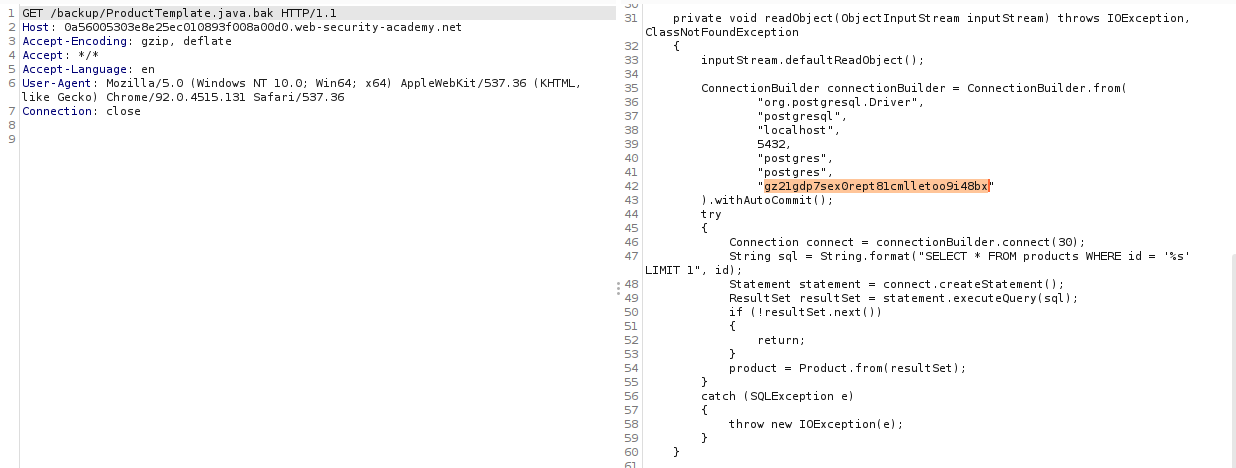 1 GET /backup/ProductTemplate.java.bak HTTP/1.1
2 Host: 0a56005303e8e25ec010893f008a00d0.web-security-academy.net
3 Accept-Encoding: gzip, deflate
4 Accept: */*
5 Accept-Language: en
6 User-Agent: Mozilla/5.0 (Windows NT 10.0; Win64; x64) AppleWebKit/537.36 (KHTML,
like Gecko) Chrome/92.0.4515.131 Safari/537.36
7 Connection: close
8
9
30
31 private void readObject(ObjectInputStream inputStream) throws IOException,
ClassNotFoundException
32 {
33 inputStream.defaultReadObject();
34
35 ConnectionBuilder connectionBuilder = ConnectionBuilder.from(
36 "org.postgresql.Driver",
37 "postgresql",
38 "localhost",
39 5432,
40 "postgres",
41 "postgres",
42 "gz21gdp7sex0rept81cmlletoo9i48bx"
43 ).withAutoCommit();
44 try
45 {
46 Connection connect = connectionBuilder.connect(30);
47 String sql = String.format("SELECT * FROM products WHERE id = '%s'
LIMIT 1", id);
48 Statement statement = connect.createStatement();
49 ResultSet resultSet = statement.executeQuery(sql);
50 if (!resultSet.next())
51 {
52 return;
53 }
54 product = Product.from(resultSet);
55 }
56 catch (SQLException e)
57 {
58 throw new IOException(e);
59 }
60 }
61